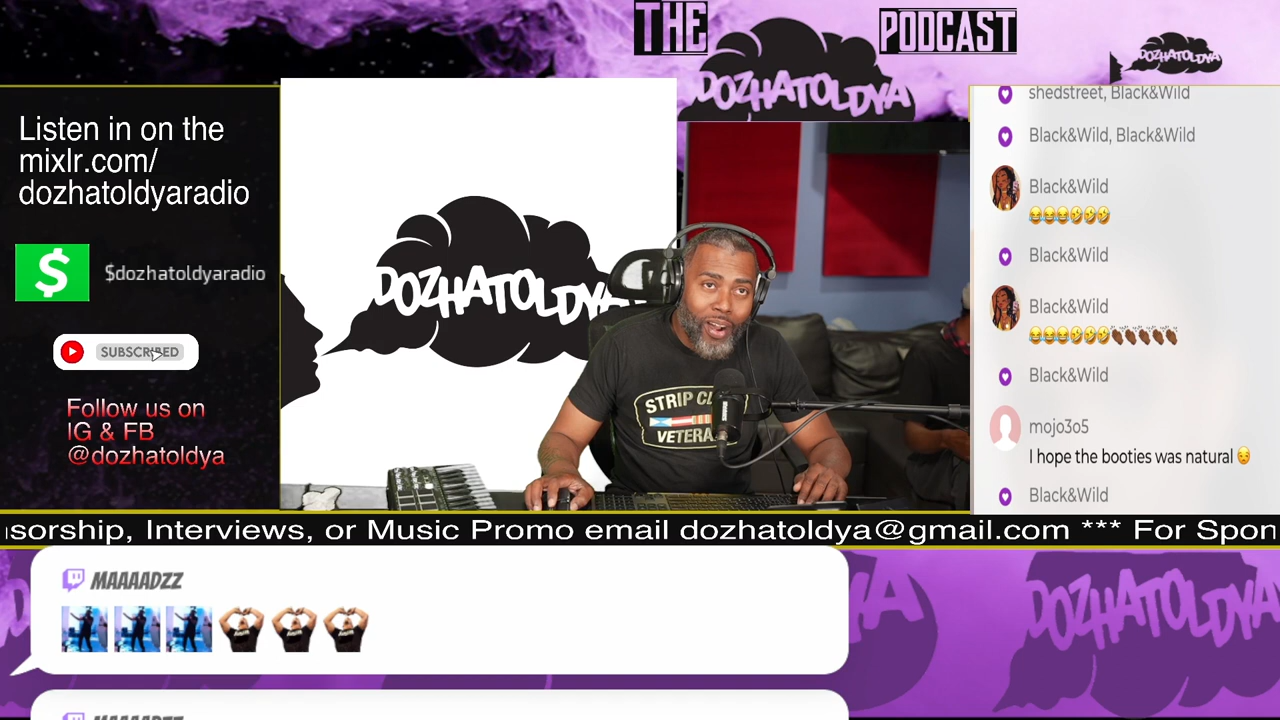 THE
PODCAST
DOZHATOLDYA
DOZHATOLDYA
Listen in on the
mixlr.com/
dozhatoldyaradio
$
$dozhatoldyaradio
SUBSCRIBED
Follow us on
IG & FB
@dozhatoldya
DOZHATOLDYA
STRIP CL
VETERA
shedstreet, Black&Wild
Black&Wild, Black&Wild
Black&Wild
😂😂😂🤣🤣🤣
Black&Wild
Black&Wild
😂😂😂🤣🤣🤣👏🏾👏🏾👏🏾👏🏾👏🏾
Black&Wild
mojo3o5
I hope the booties was natural😔
Black&Wild
sorship, Interviews, or Music Promo email dozhatoldya@gmail.com *** For Spon
MAAAADZZ
DOZHATOLDYA
MAAAADZZ